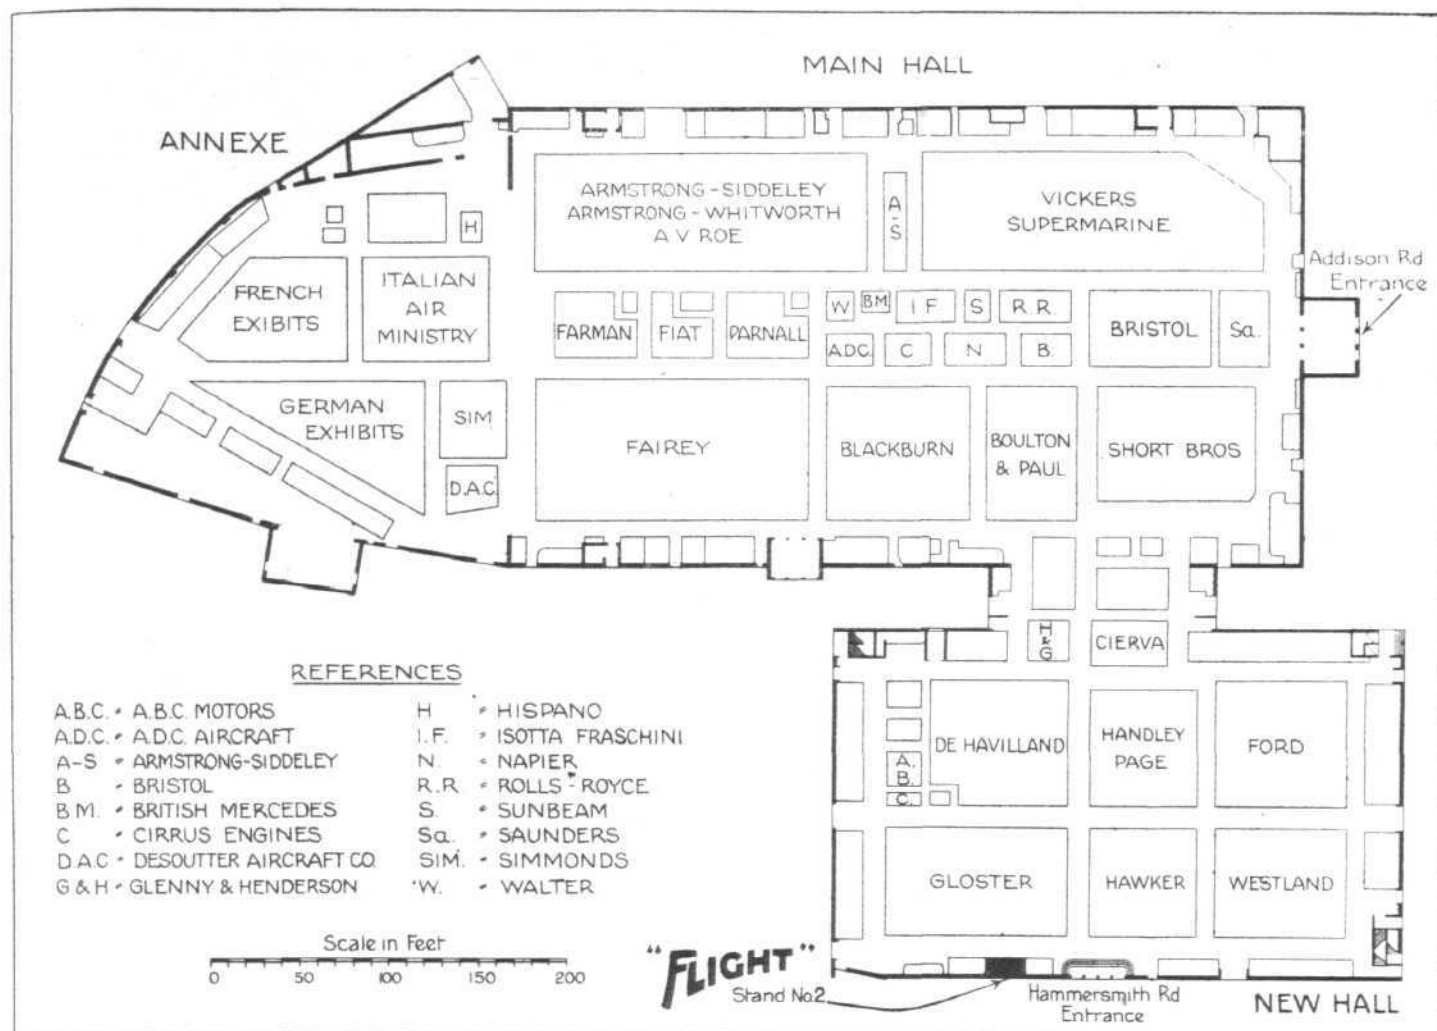 MAIN HALL
ANNEXE
ARMSTRONG-SIDDELEY
ARMSTRONG-WHITWORTH
A V ROE
A-S
VICKERS
SUPERMARINE
Addison Rd
Entrance
H
FRENCH
EXIBITS
ITALIAN
AIR
MINISTRY
FARMAN
FIAT
PARNALL
W
B M.
I F
S
R.R.
ADC.
C
N
B.
BRISTOL
Sa.
GERMAN
EXHIBITS
SIM
D.A.C.
FAIREY
BLACKBURN
BOULTON
& PAUL
SHORT BROS
H & G
CIERVA
DE HAVILLAND
HANDLEY
PAGE
FORD
A.
B.
C.
GLOSTER
HAWKER
WESTLAND
REFERENCES
A.B.C. - A.B.C. MOTORS
A.D.C. - A.D.C. AIRCRAFT
A-S - ARMSTRONG-SIDDELEY
B - BRISTOL
B M. - BRITISH MERCEDES
C - CIRRUS ENGINES
D.A.C - DESOUTTER AIRCRAFT CO.
G & H - GLENNY & HENDERSON
H - HISPANO
I.F. - ISOTTA FRASCHINI
N. - NAPIER
R.R - ROLLS-ROYCE
S. - SUNBEAM
Sa. - SAUNDERS
SIM. - SIMMONDS
W. - WALTER
Scale in Feet
0 50 100 150 200
"FLIGHT"
Stand No.2
Hammersmith Rd
Entrance
NEW HALL